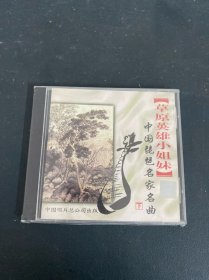 【草原英雄小姐妹】
中国琵琶名家名曲
中国唱片总公司出版